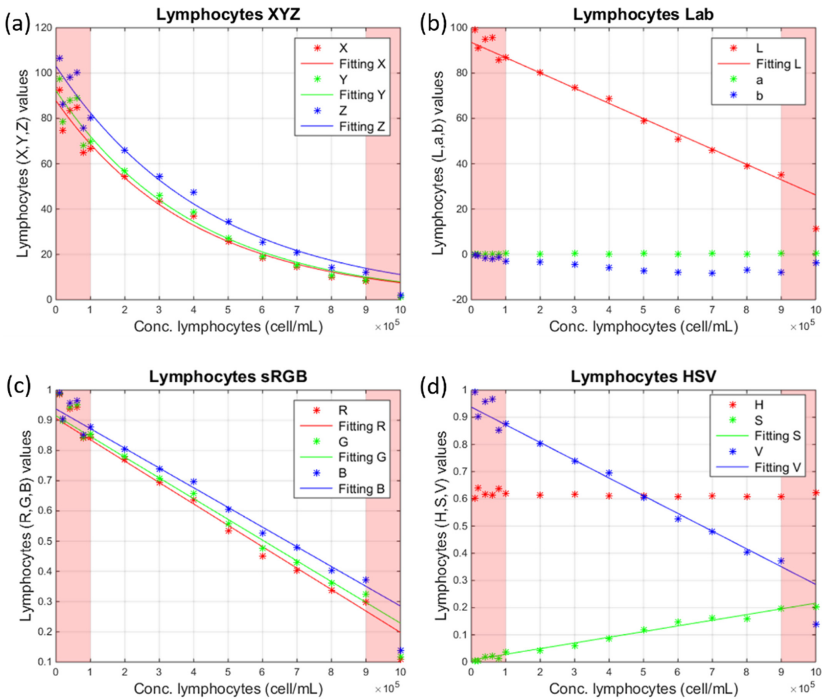 (a)
Lymphocytes XYZ
Lymphocytes (X,Y,Z) values
120
100
80
60
40
20
0
X
Fitting X
Y
Fitting Y
Z
Fitting Z
0 1 2 3 4 5 6 7 8 9 10
Conc. lymphocytes (cell/mL)
×10^5
(b)
Lymphocytes Lab
Lymphocytes (L,a,b) values
100
80
60
40
20
0
-20
L
Fitting L
a
b
0 1 2 3 4 5 6 7 8 9 10
Conc. lymphocytes (cell/mL)
×10^5
(c)
Lymphocytes sRGB
Lymphocytes (R,G,B) values
1
0.9
0.8
0.7
0.6
0.5
0.4
0.3
0.2
0.1
R
Fitting R
G
Fitting G
B
Fitting B
0 1 2 3 4 5 6 7 8 9 10
Conc. lymphocytes (cell/mL)
×10^5
(d)
Lymphocytes HSV
Lymphocytes (H,S,V) values
1
0.9
0.8
0.7
0.6
0.5
0.4
0.3
0.2
0.1
0
H
S
Fitting S
V
Fitting V
0 1 2 3 4 5 6 7 8 9 10
Conc. lymphocytes (cell/mL)
×10^5